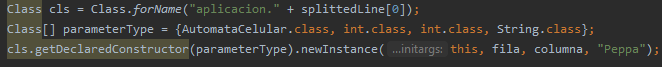 Class cls = Class.forName("aplicacion." + splittedLine[0]);
Class[] parameterType = {AutomataCelular.class, int.class, int.class, String.class};
cls.getDeclaredConstructor(parameterType).newInstance( ...initargs: this, fila, columna, "Peppa");